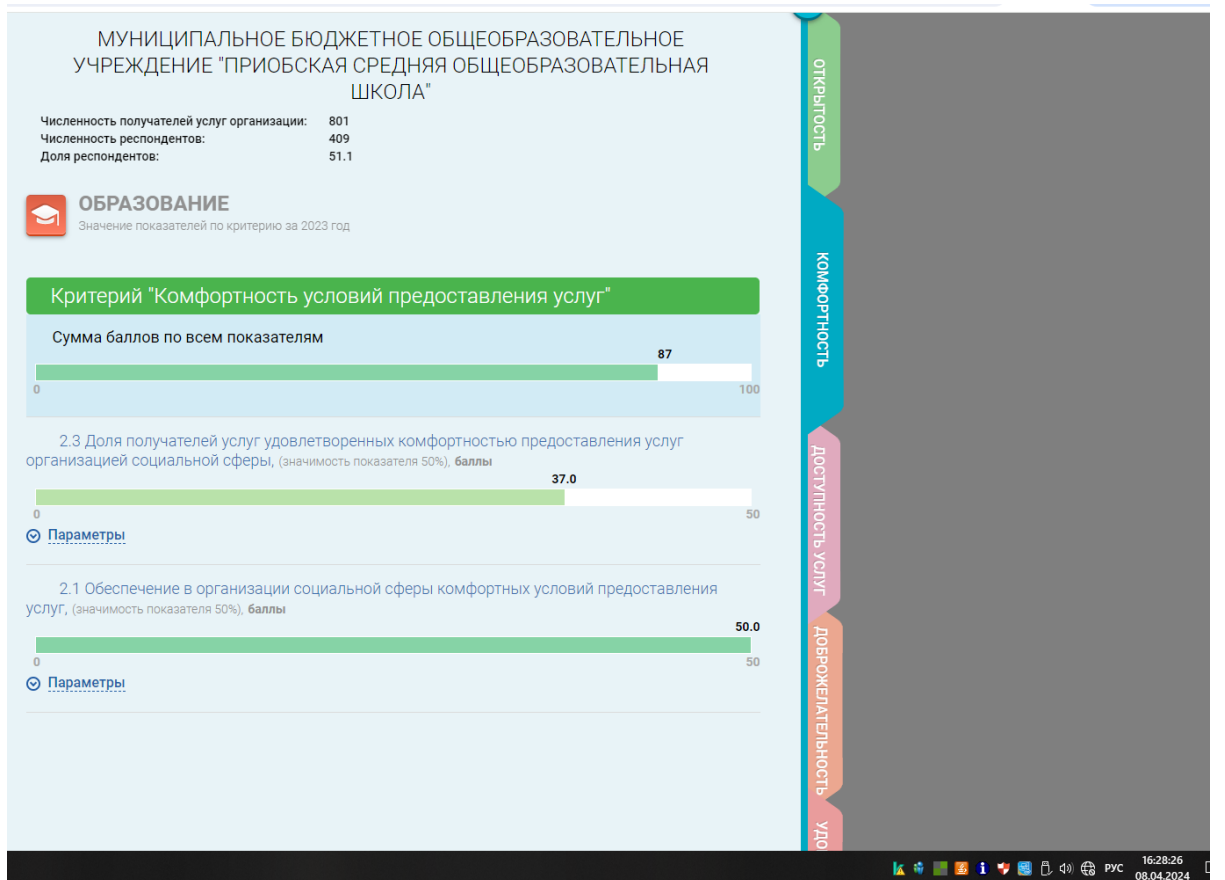 МУНИЦИПАЛЬНОЕ БЮДЖЕТНОЕ ОБЩЕОБРАЗОВАТЕЛЬНОЕ
УЧРЕЖДЕНИЕ "ПРИОБСКАЯ СРЕДНЯЯ ОБЩЕОБРАЗОВАТЕЛЬНАЯ
ШКОЛА"
Численность получателей услуг организации: 801
Численность респондентов: 409
Доля респондентов: 51.1
ОБРАЗОВАНИЕ
Значение показателей по критерию за 2023 год
Критерий "Комфортность условий предоставления услуг"
Сумма баллов по всем показателям
87
0 100
2.3 Доля получателей услуг удовлетворенных комфортностью предоставления услуг
организацией социальной сферы, (значимость показателя 50%), баллы
37.0
0 50
Параметры
2.1 Обеспечение в организации социальной сферы комфортных условий предоставления
услуг, (значимость показателя 50%), баллы
50.0
0 50
Параметры
ОТКРЫТОСТЬ
КОМФОРТНОСТЬ
ДОСТУПНОСТЬ УСЛУГ
ДОБРОЖЕЛАТЕЛЬНОСТЬ
УДО
РУС 16:28:26
08.04.2024